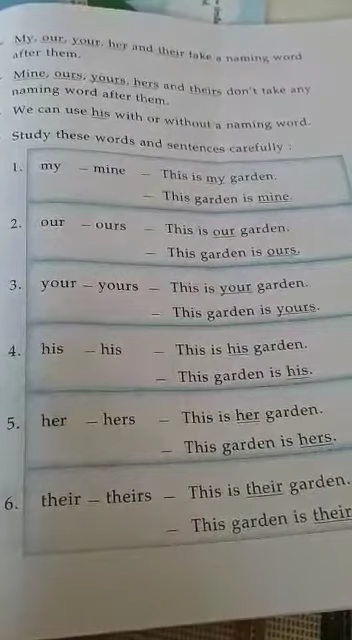 My, our, your, her and their take a naming word
after them.
Mine, ours, yours, hers and theirs don't take any
naming word after them.
We can use his with or without a naming word.
Study these words and sentences carefully :
1. my – mine – This is my garden.
– This garden is mine.
2. our – ours – This is our garden.
– This garden is ours.
3. your – yours – This is your garden.
– This garden is yours.
4. his – his – This is his garden.
– This garden is his.
5. her – hers – This is her garden.
– This garden is hers.
6. their – theirs – This is their garden.
– This garden is their